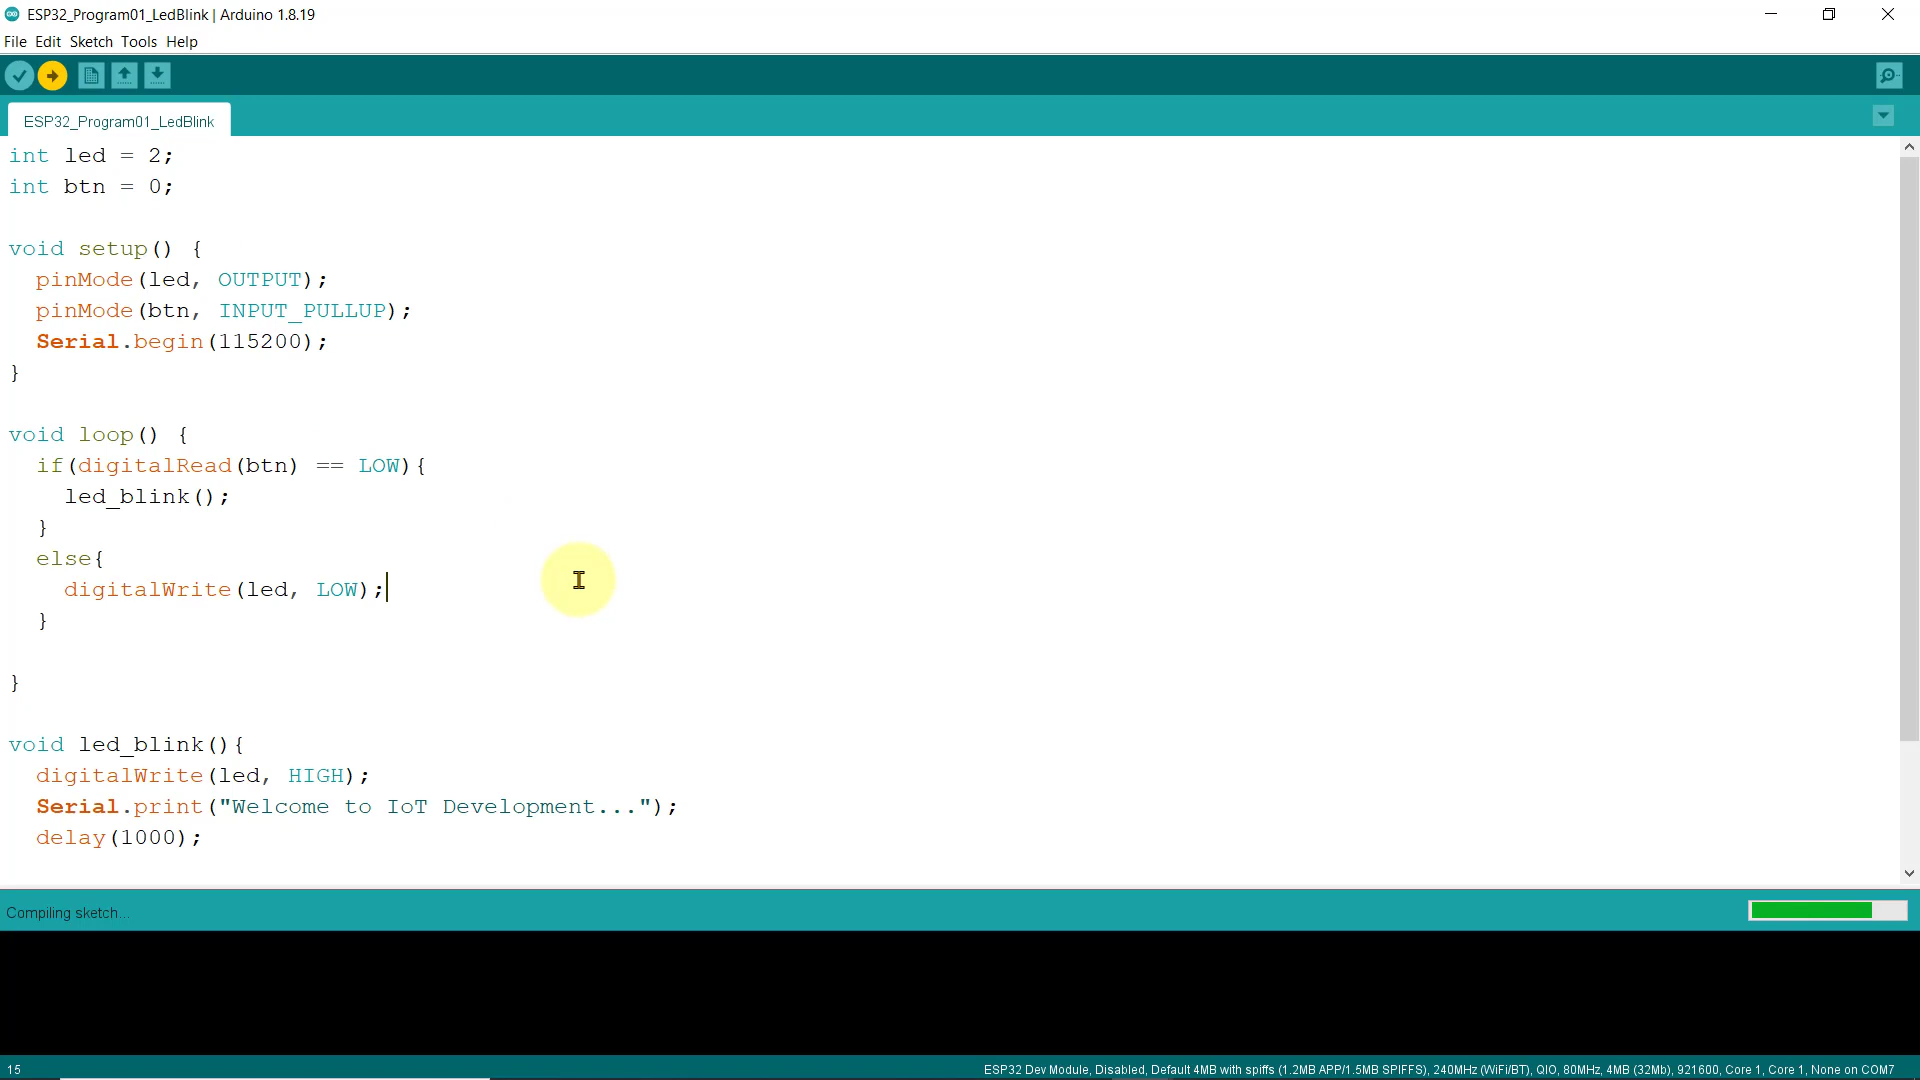 ESP32_Program01_LedBlink | Arduino 1.8.19
File Edit Sketch Tools Help
ESP32_Program01_LedBlink
int led = 2;
int btn = 0;
void setup() {
  pinMode(led, OUTPUT);
  pinMode(btn, INPUT_PULLUP);
  Serial.begin(115200);
}
void loop() {
  if(digitalRead(btn) == LOW){
    led_blink();
  }
  else{
    digitalWrite(led, LOW);
  }
}
void led_blink(){
  digitalWrite(led, HIGH);
  Serial.print("Welcome to IoT Development...");
  delay(1000);
Compiling sketch...
15
ESP32 Dev Module, Disabled, Default 4MB with spiffs (1.2MB APP/1.5MB SPIFFS), 240MHz (WiFi/BT), QIO, 80MHz, 4MB (32Mb), 921600, Core 1, Core 1, None on COM7